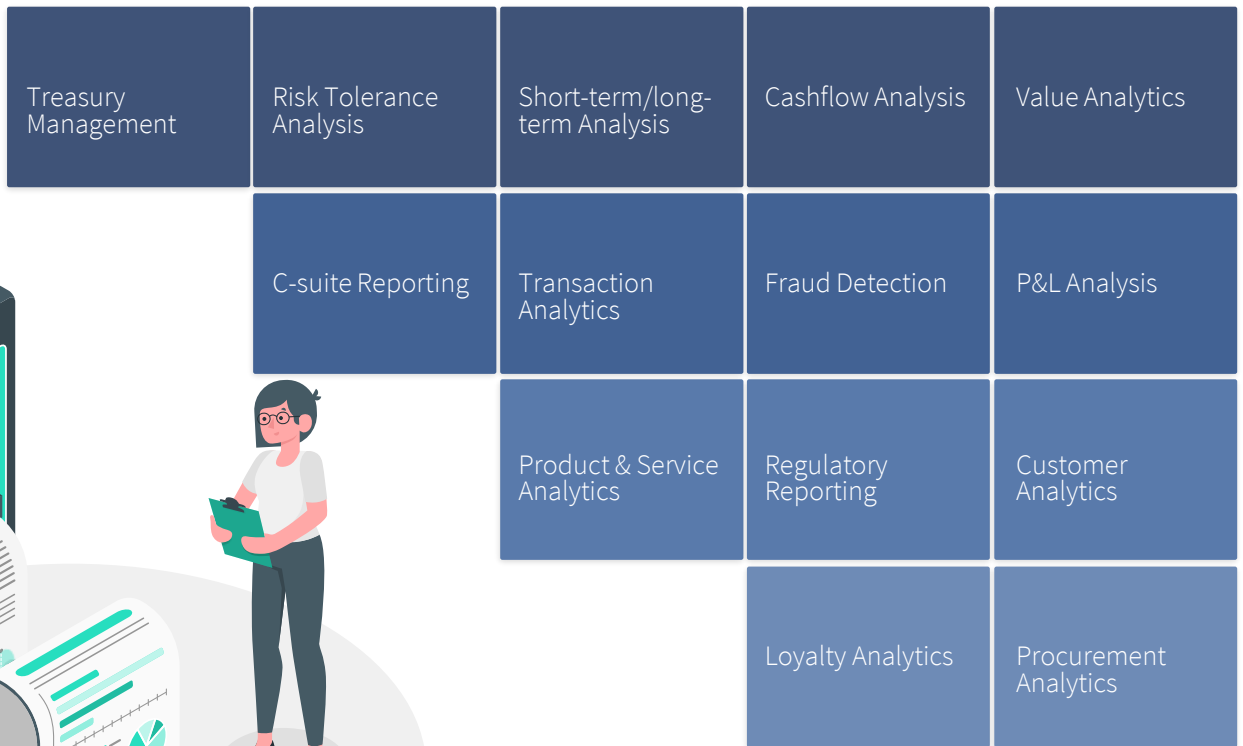 Treasury
Management
Risk Tolerance
Analysis
Short-term/long-
term Analysis
Cashflow Analysis
Value Analytics
C-suite Reporting
Transaction
Analytics
Fraud Detection
P&L Analysis
Product & Service
Analytics
Regulatory
Reporting
Customer
Analytics
Loyalty Analytics
Procurement
Analytics